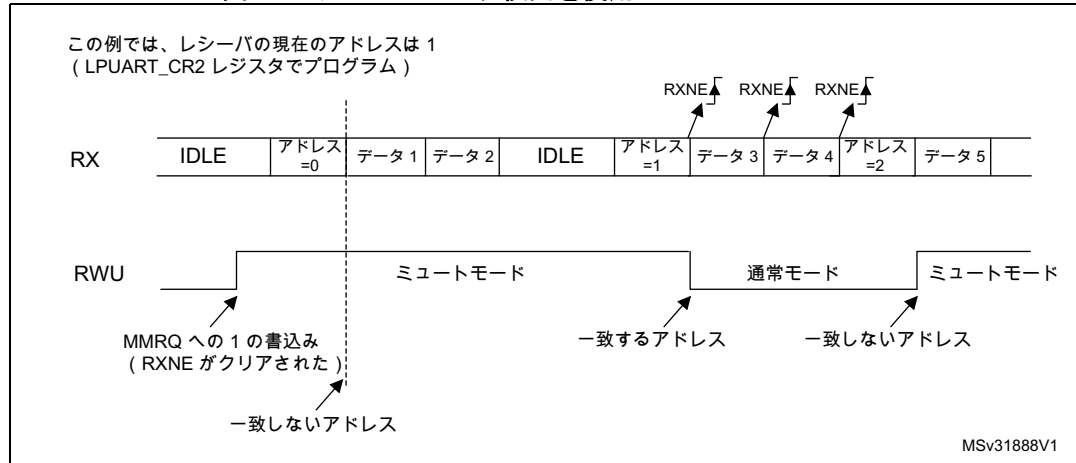 この例では、レシーバの現在のアドレスは 1
( LPUART_CR2 レジスタでプログラム )
RXNE RXNE RXNE
RX IDLE アドレス=0 データ 1 データ 2 IDLE アドレス=1 データ 3 データ 4 アドレス=2 データ 5
RWU ミュートモード 通常モード ミュートモード
MMRQ への 1 の書込み
( RXNE がクリアされた )
一致するアドレス 一致しないアドレス
一致しないアドレス
MSv31888V1